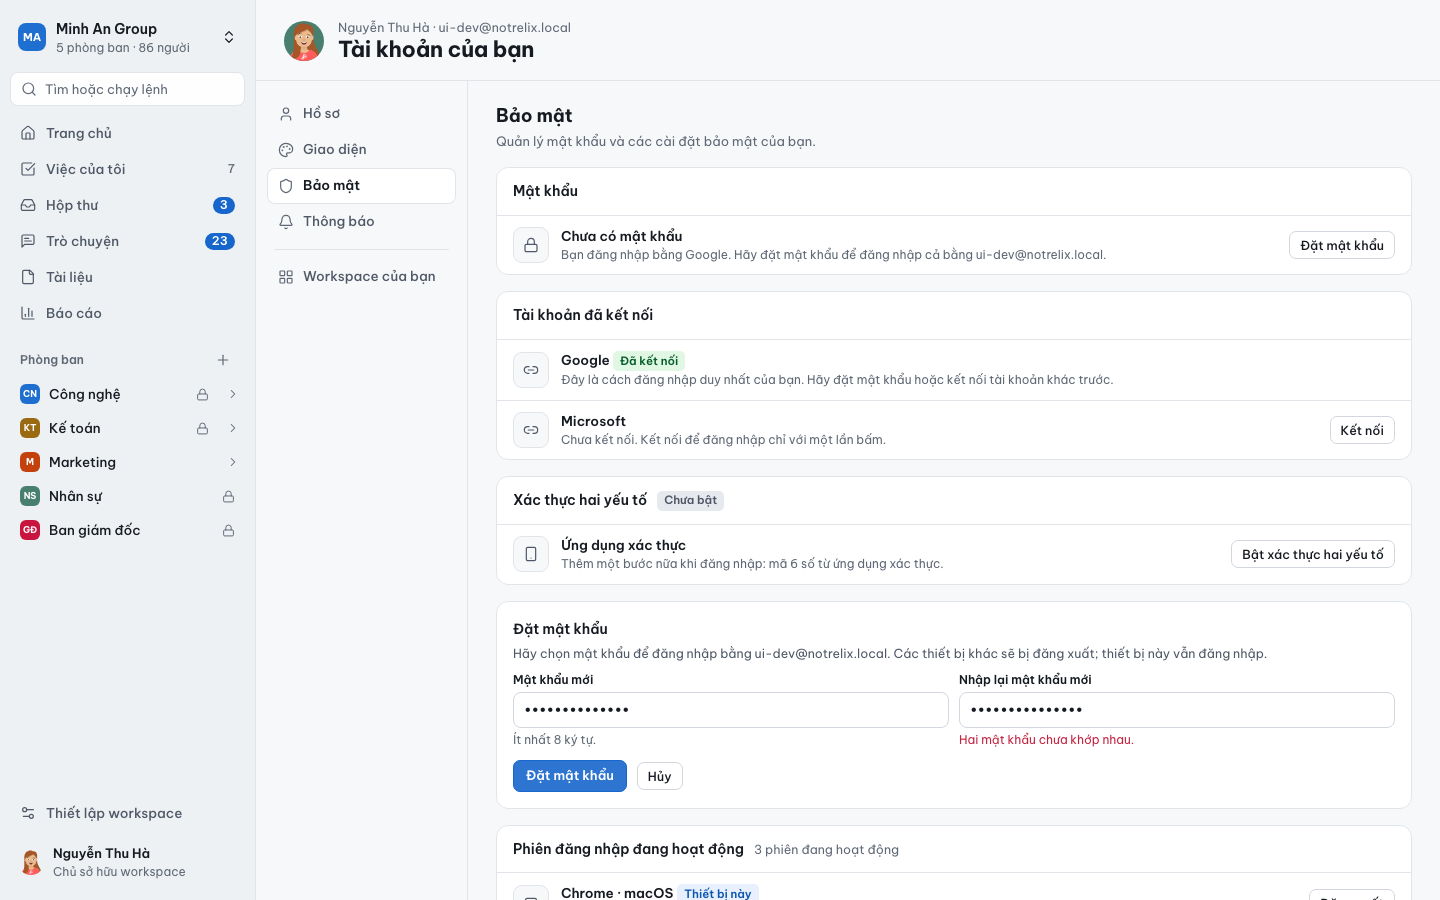 MA
Minh An Group
5 phòng ban · 86 người
Tìm hoặc chạy lệnh
Trang chủ
Việc của tôi 7
Hộp thư 3
Trò chuyện 23
Tài liệu
Báo cáo
Phòng ban
CN Công nghệ
KT Kế toán
M Marketing
NS Nhân sự
GĐ Ban giám đốc
Thiết lập workspace
Nguyễn Thu Hà
Chủ sở hữu workspace
Nguyễn Thu Hà · ui-dev@notrelix.local
Tài khoản của bạn
Hồ sơ
Giao diện
Bảo mật
Thông báo
Workspace của bạn
Bảo mật
Quản lý mật khẩu và các cài đặt bảo mật của bạn.
Mật khẩu
Chưa có mật khẩu
Bạn đăng nhập bằng Google. Hãy đặt mật khẩu để đăng nhập cả bằng ui-dev@notrelix.local.
Đặt mật khẩu
Tài khoản đã kết nối
Google Đã kết nối
Đây là cách đăng nhập duy nhất của bạn. Hãy đặt mật khẩu hoặc kết nối tài khoản khác trước.
Microsoft
Chưa kết nối. Kết nối để đăng nhập chỉ với một lần bấm.
Kết nối
Xác thực hai yếu tố Chưa bật
Ứng dụng xác thực
Thêm một bước nữa khi đăng nhập: mã 6 số từ ứng dụng xác thực.
Bật xác thực hai yếu tố
Đặt mật khẩu
Hãy chọn mật khẩu để đăng nhập bằng ui-dev@notrelix.local. Các thiết bị khác sẽ bị đăng xuất; thiết bị này vẫn đăng nhập.
Mật khẩu mới
Nhập lại mật khẩu mới
••••••••••••••
•••••••••••••••
Ít nhất 8 ký tự.
Hai mật khẩu chưa khớp nhau.
Đặt mật khẩu
Hủy
Phiên đăng nhập đang hoạt động 3 phiên đang hoạt động
Chrome · macOS Thiết bị này